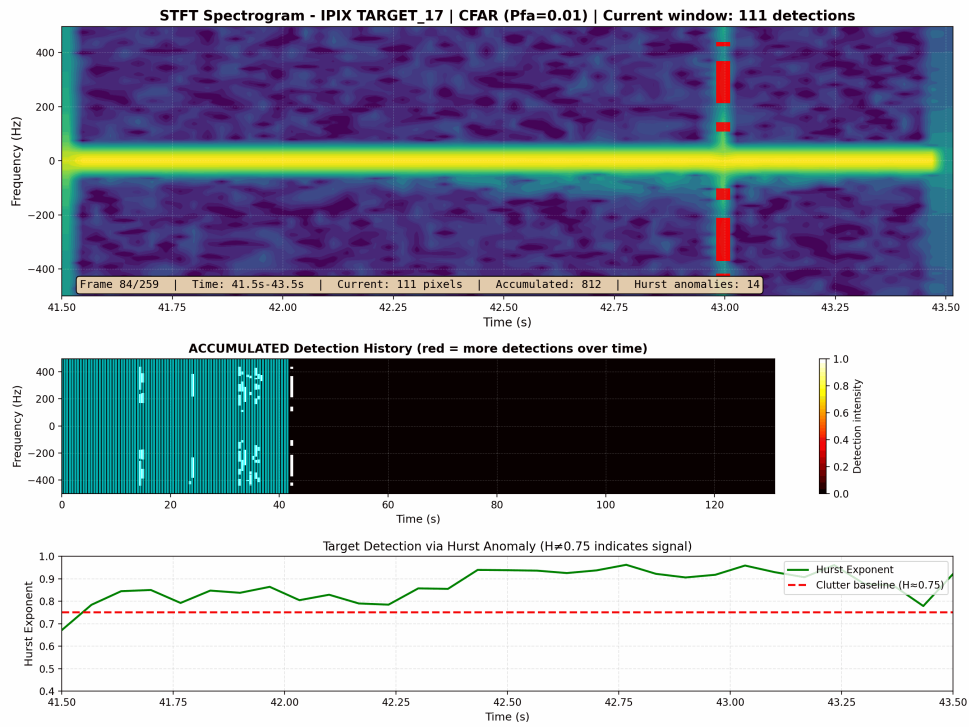 STFT Spectrogram - IPIX TARGET_17 | CFAR (Pfa=0.01) | Current window: 111 detections
Frequency (Hz)
400
200
0
−200
−400
Frame 84/259 | Time: 41.5s-43.5s | Current: 111 pixels | Accumulated: 812 | Hurst anomalies: 14
41.50 41.75 42.00 42.25 42.50 42.75 43.00 43.25 43.50
Time (s)
ACCUMULATED Detection History (red = more detections over time)
Frequency (Hz)
400
200
0
−200
−400
0 20 40 60 80 100 120
Time (s)
1.0
0.8
0.6
0.4
0.2
0.0
Detection intensity
Target Detection via Hurst Anomaly (H≠0.75 indicates signal)
Hurst Exponent
1.0
0.9
0.8
0.7
0.6
0.5
0.4
Hurst Exponent
Clutter baseline (H≈0.75)
41.50 41.75 42.00 42.25 42.50 42.75 43.00 43.25 43.50
Time (s)